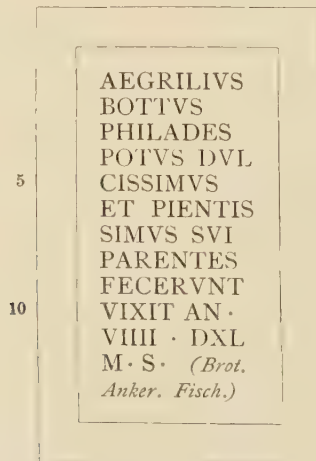 AEGRILIVS
BOTTVS
PHILADES
POTVS DVL
5 CISSIMVS
ET PIENTIS
SIMVS SVI
PARENTES
FECERVNT
10 VIXIT AN ·
VIIII · DXL
M · S · (Brot.
Anker. Fisch.)